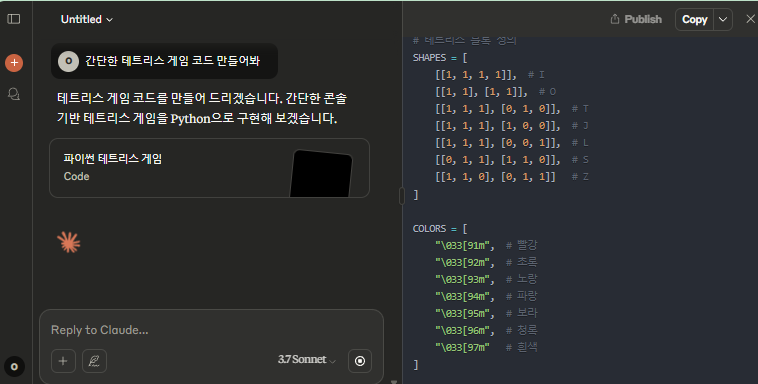 Untitled
Publish
Copy
O
간단한 테트리스 게임 코드 만들어봐
테트리스 게임 코드를 만들어 드리겠습니다. 간단한 콘솔
기반 테트리스 게임을 Python으로 구현해 보겠습니다.
파이썬 테트리스 게임
Code
Reply to Claude...
3.7 Sonnet
O
# 테트리스 블록 정의
SHAPES = [
[[1, 1, 1, 1]], # I
[[1, 1], [1, 1]], # O
[[1, 1, 1], [0, 1, 0]], # T
[[1, 1, 1], [1, 0, 0]], # J
[[1, 1, 1], [0, 0, 1]], # L
[[0, 1, 1], [1, 1, 0]], # S
[[1, 1, 0], [0, 1, 1]] # Z
]
COLORS = [
"\033[91m", # 빨강
"\033[92m", # 초록
"\033[93m", # 노랑
"\033[94m", # 파랑
"\033[95m", # 보라
"\033[96m", # 청록
"\033[97m" # 흰색
]